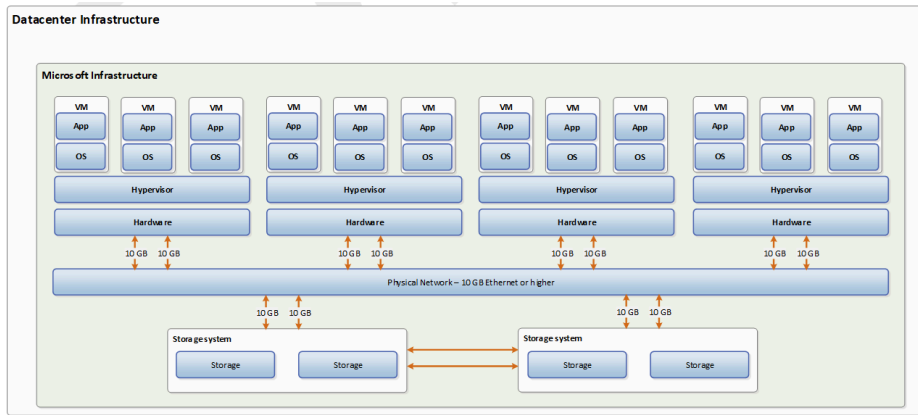 Datacenter Infrastructure
Microsoft Infrastructure
VM VM VM VM VM VM VM VM VM VM VM VM
App App App App App App App App App App App App
OS OS OS OS OS OS OS OS OS OS OS OS
Hypervisor Hypervisor Hypervisor Hypervisor
Hardware Hardware Hardware Hardware
10 GB 10 GB 10 GB 10 GB 10 GB 10 GB 10 GB 10 GB
Physical Network – 10 GB Ethernet or higher
10 GB 10 GB 10 GB 10 GB
Storage system Storage system
Storage Storage Storage Storage